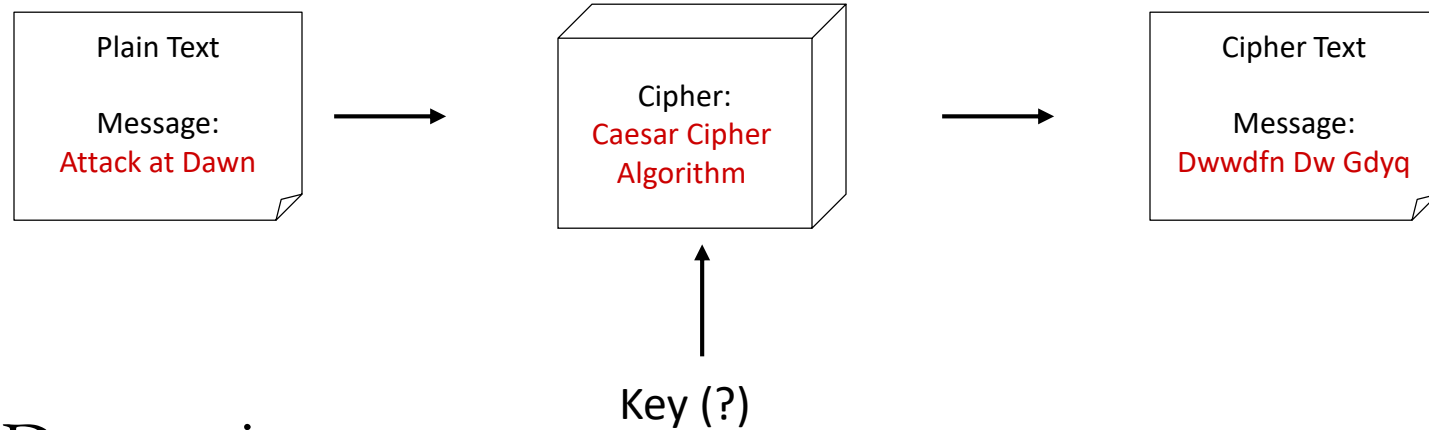 Plain Text
Message:
Attack at Dawn
Cipher:
Caesar Cipher
Algorithm
Cipher Text
Message:
Dwwdfn Dw Gdyq
Key (?)